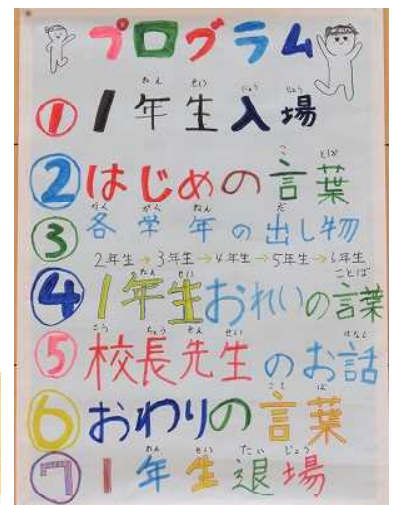 プログラム
① 1年生入場
② はじめの言葉
③ 各学年の出し物
2年生→3年生→4年生→5年生→6年生
④ 1年生おれいの言葉
⑤ 校長先生のお話
⑥ おわりの言葉
⑦ 1年生退場